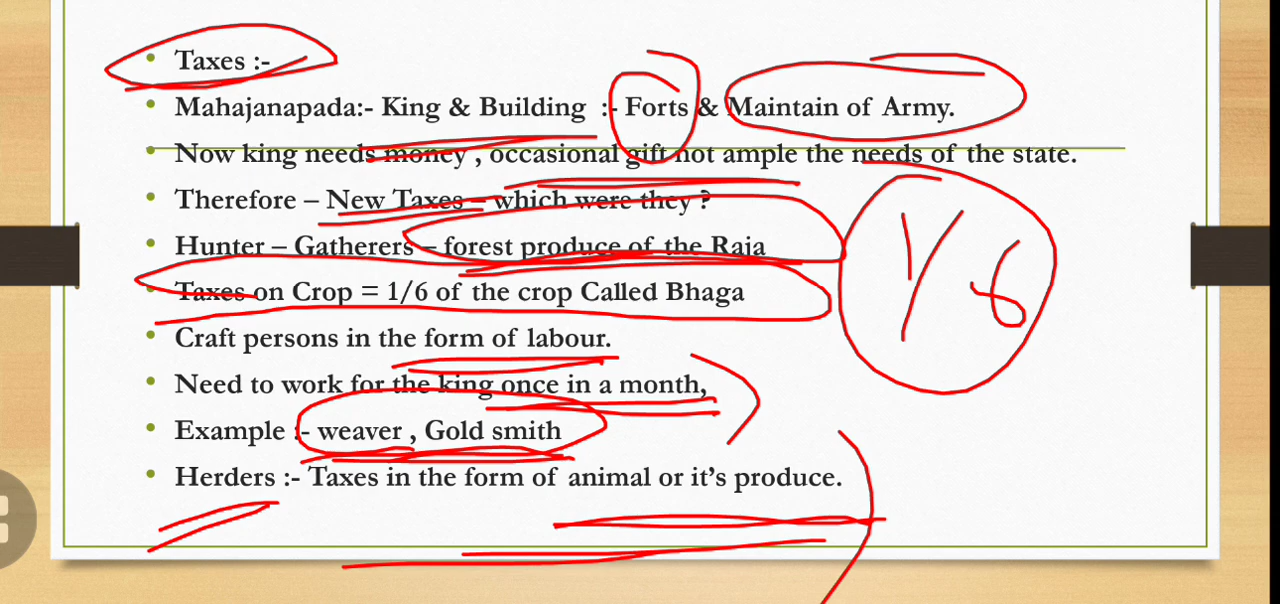 Taxes :-
Mahajanapada:- King & Building :- Forts & Maintain of Army.
Now king needs money , occasional gift not ample the needs of the state.
Therefore – New Taxes – which were they ?
Hunter – Gatherers – forest produce of the Raja
Taxes on Crop = 1/6 of the crop Called Bhaga
1/6
Craft persons in the form of labour.
Need to work for the king once in a month,
Example :- weaver , Gold smith
Herders :- Taxes in the form of animal or it's produce.